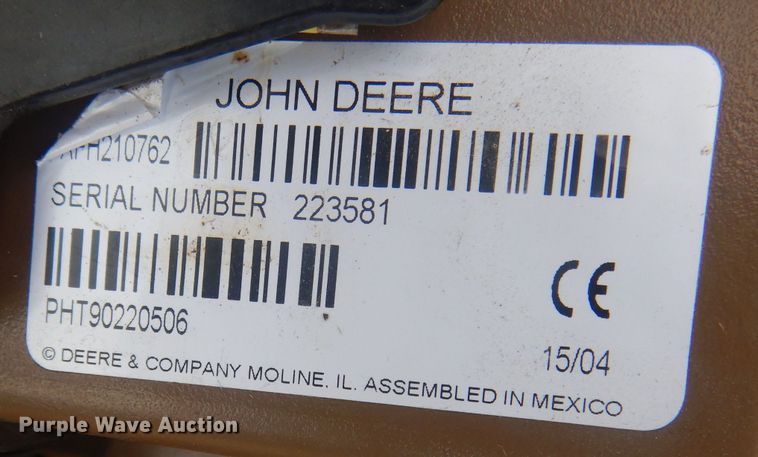 JOHN DEERE
SERIAL NUMBER 223581
PHT90220506
CE
15/04
© DEERE & COMPANY MOLINE. IL. ASSEMBLED IN MEXICO
Purple Wave Auction